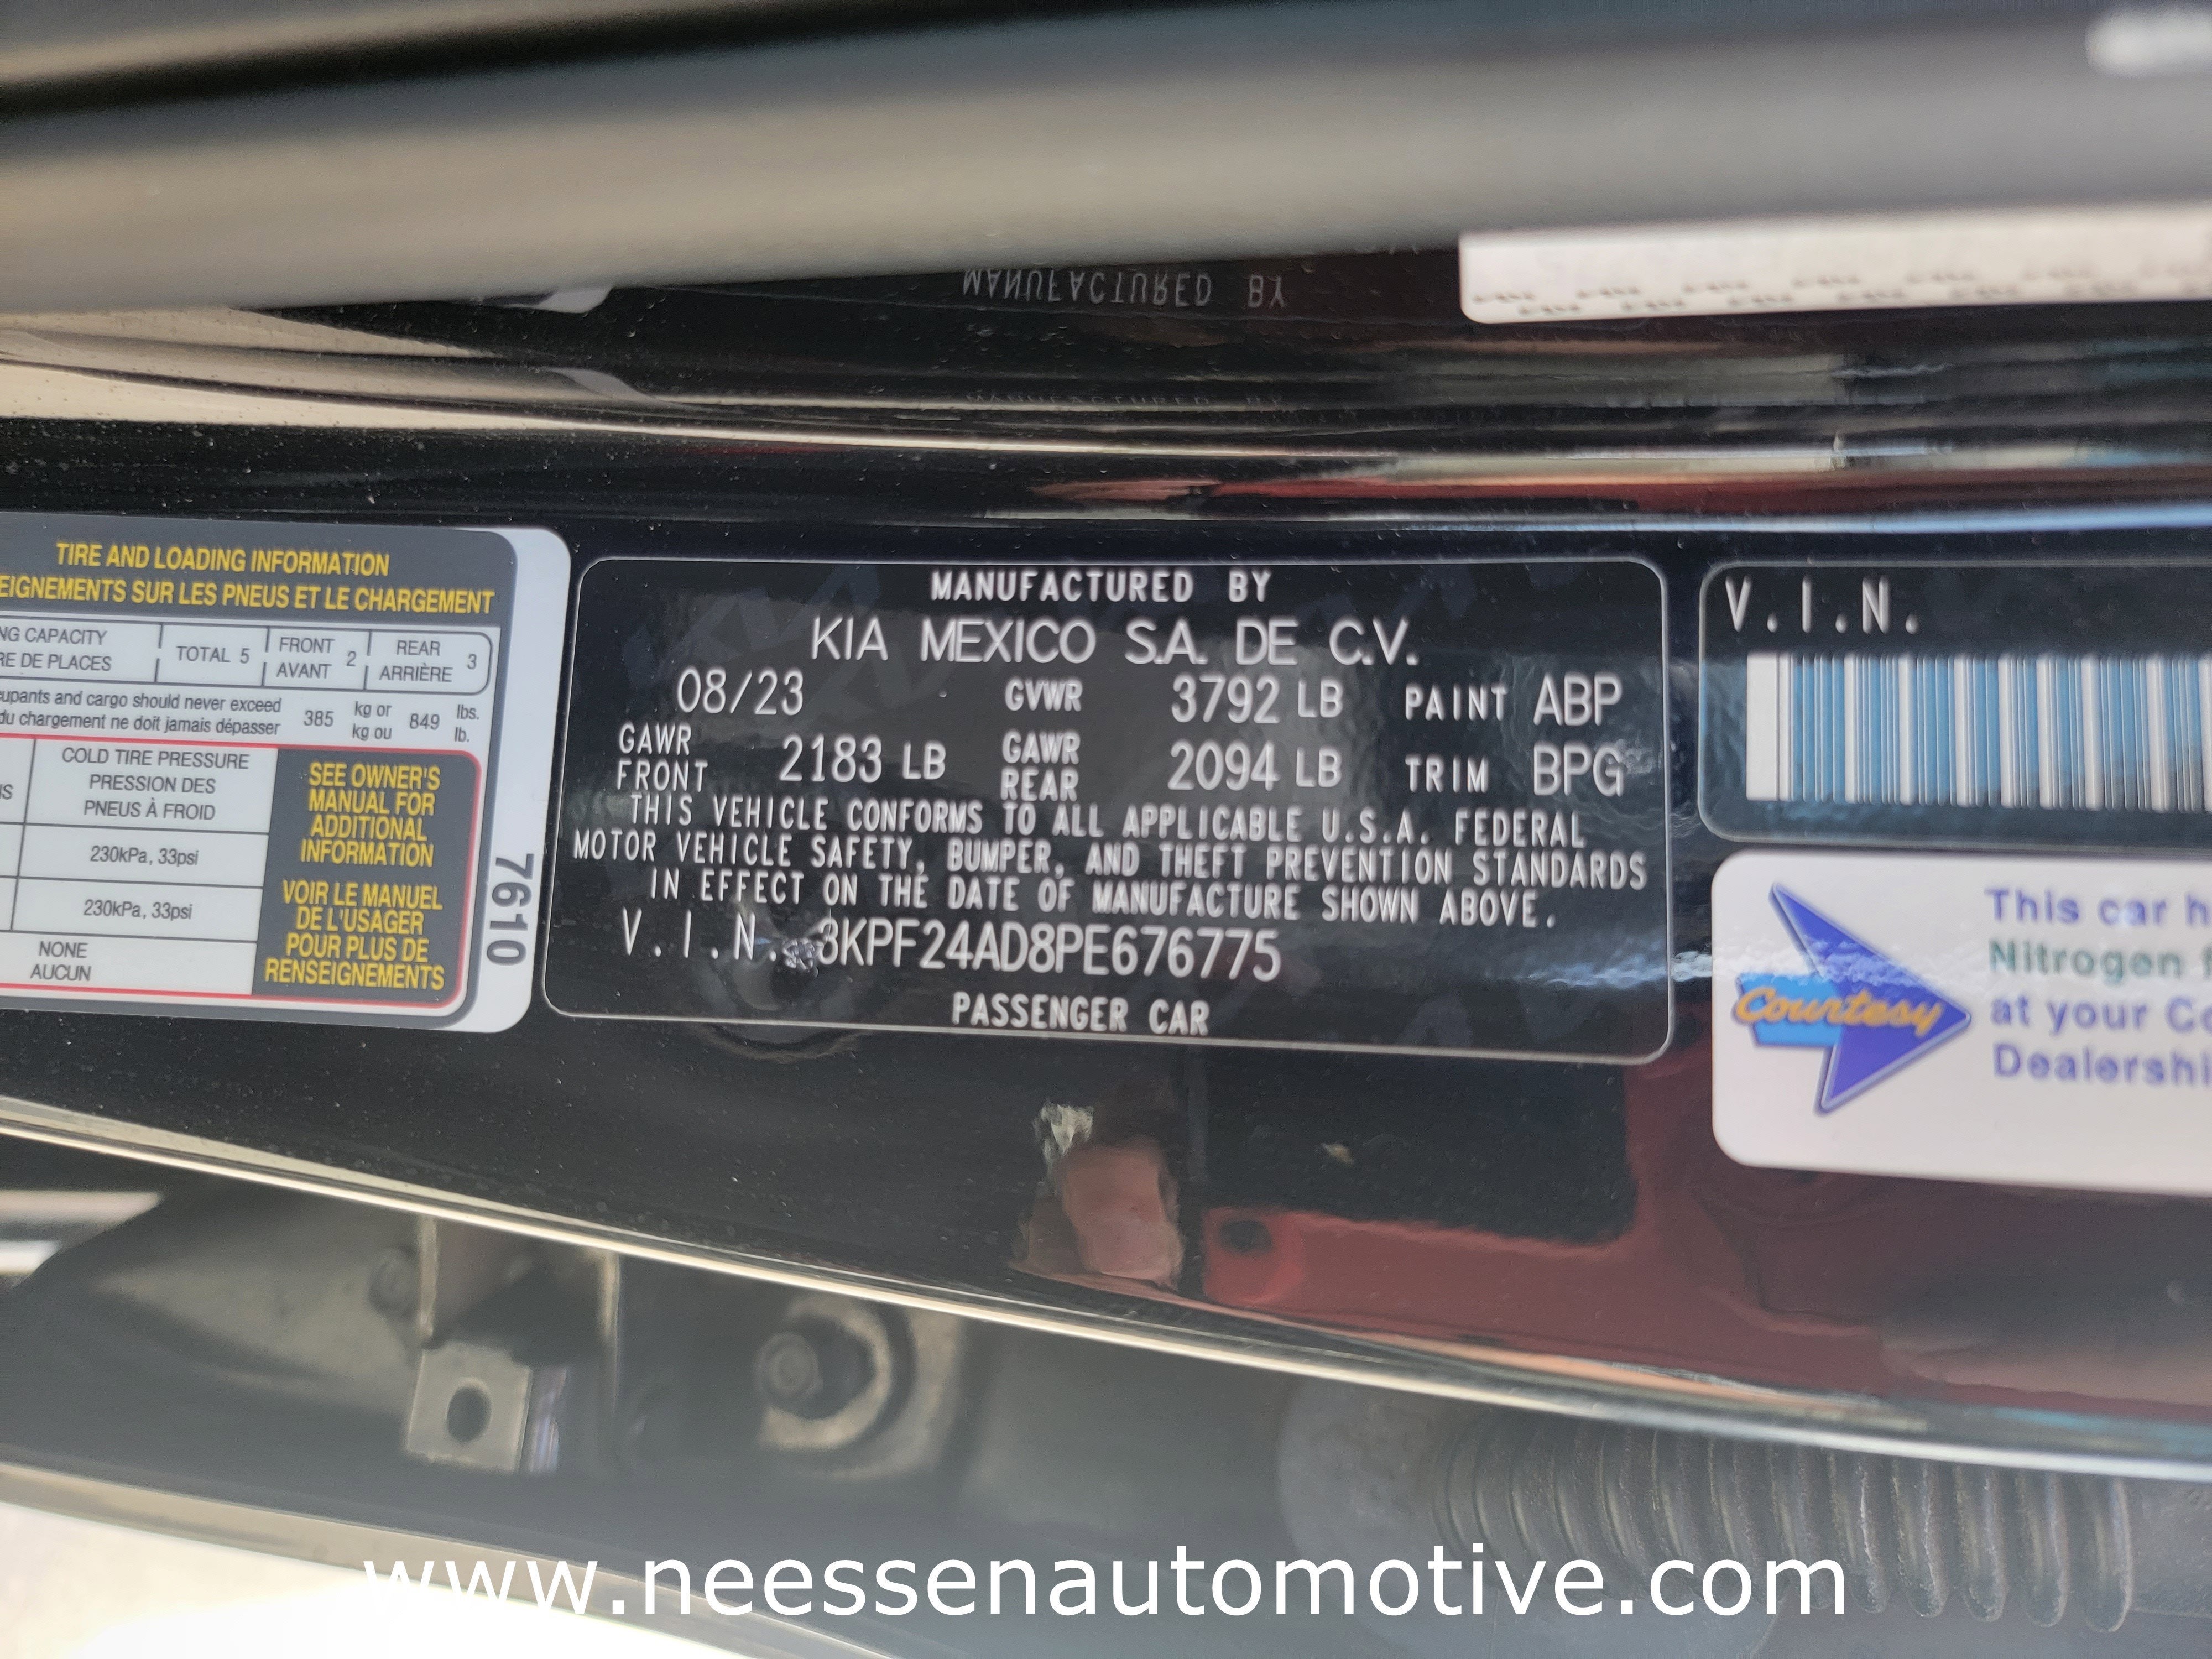 MANUFACTURED BY
TIRE AND LOADING INFORMATION
EIGNEMENTS SUR LES PNEUS ET LE CHARGEMENT
NG CAPACITY
RE DE PLACES
TOTAL 5
FRONT
AVANT
2
REAR
ARRIÈRE
3
upants and cargo should never exceed
du chargement ne doit jamais dépasser
385
kg or
kg ou
849
lbs.
lb.
COLD TIRE PRESSURE
PRESSION DES
PNEUS À FROID
230kPa, 33psi
230kPa, 33psi
NONE
AUCUN
SEE OWNER'S
MANUAL FOR
ADDITIONAL
INFORMATION
VOIR LE MANUEL
DE L'USAGER
POUR PLUS DE
RENSEIGNEMENTS
7610
MANUFACTURED BY
KIA MEXICO S.A. DE C.V.
08/23 GVWR 3792 LB PAINT ABP
GAWR FRONT 2183 LB GAWR REAR 2094 LB TRIM BPG
THIS VEHICLE CONFORMS TO ALL APPLICABLE U.S.A. FEDERAL
MOTOR VEHICLE SAFETY, BUMPER, AND THEFT PREVENTION STANDARDS
IN EFFECT ON THE DATE OF MANUFACTURE SHOWN ABOVE.
V.I.N. 3KPF24AD8PE676775
PASSENGER CAR
V.I.N.
Courtesy
This car h
Nitrogen f
at your Co
Dealershi
www.neessenautomotive.com